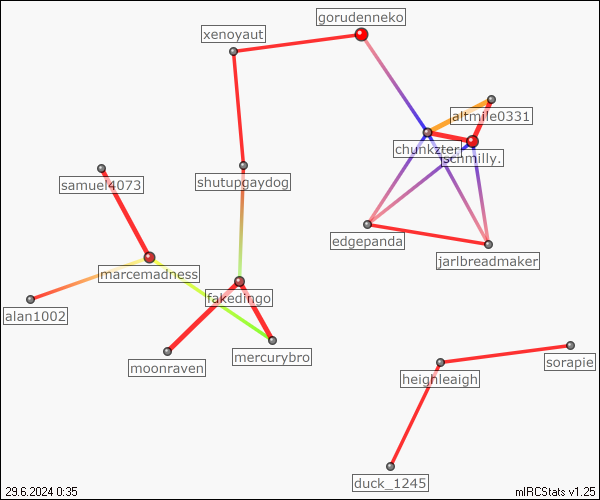 gorudenneko
xenoyaut
altmile0331
chunkzter
schmilly.
samuel4073
shutupgaydog
edgepanda
jarlbreadmaker
marcemadness
fakedingo
alan1002
moonraven
mercurybro
sorapie
heighleaigh
duck_1245
29.6.2024 0:35
mIRCStats v1.25